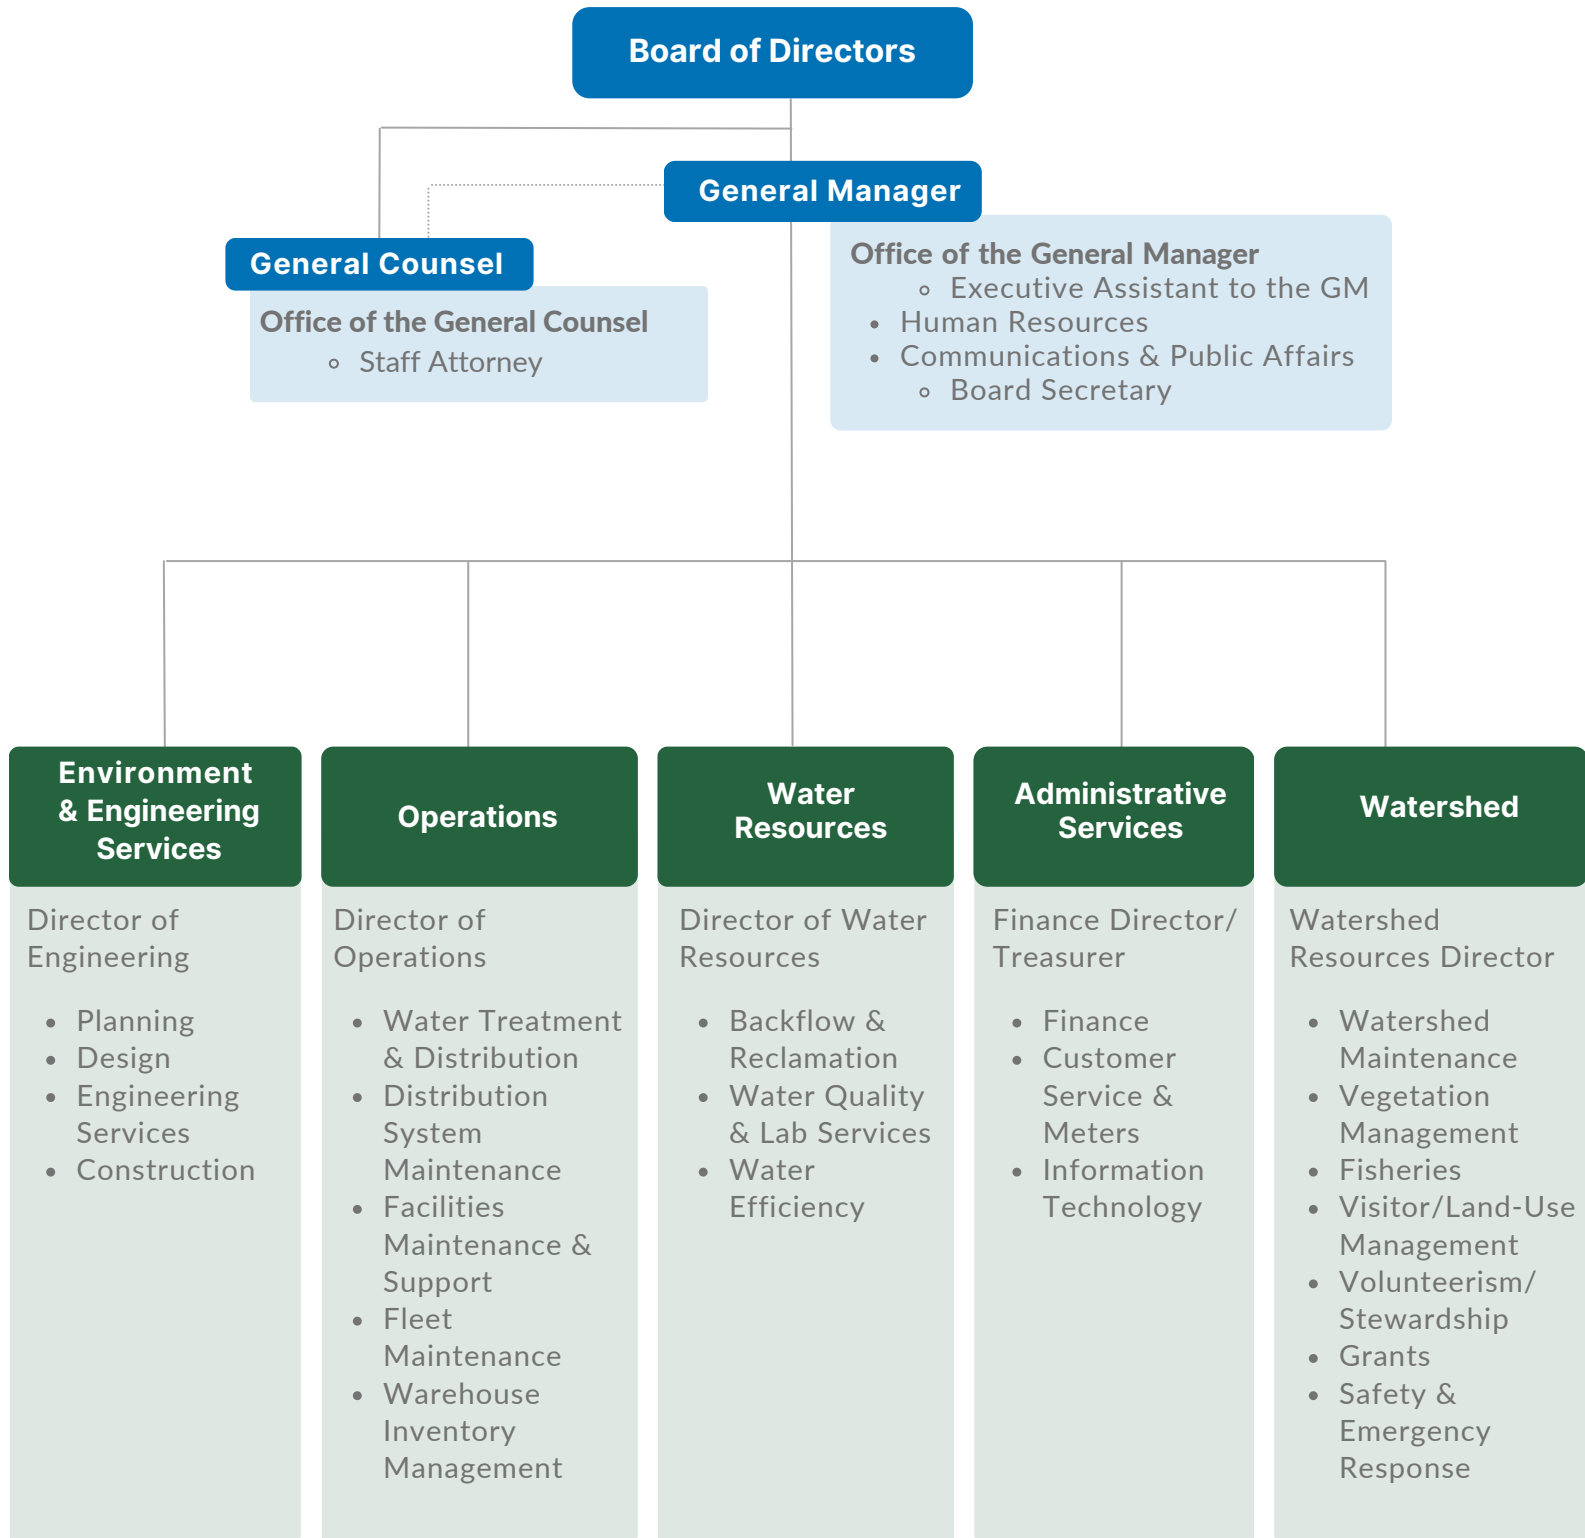 Board of Directors
General Manager
General Counsel
Office of the General Counsel
Staff Attorney
Office of the General Manager
Executive Assistant to the GM
Human Resources
Communications & Public Affairs
Board Secretary
Environment
& Engineering
Services
Director of
Engineering
Planning
Design
Engineering
Services
Construction
Operations
Director of
Operations
Water Treatment
& Distribution
Distribution
System
Maintenance
Facilities
Maintenance &
Support
Fleet
Maintenance
Warehouse
Inventory
Management
Water
Resources
Director of Water
Resources
Backflow &
Reclamation
Water Quality
& Lab Services
Water
Efficiency
Administrative
Services
Finance Director/
Treasurer
Finance
Customer
Service &
Meters
Information
Technology
Watershed
Watershed
Resources Director
Watershed
Maintenance
Vegetation
Management
Fisheries
Visitor/Land-Use
Management
Volunteerism/
Stewardship
Grants
Safety &
Emergency
Response